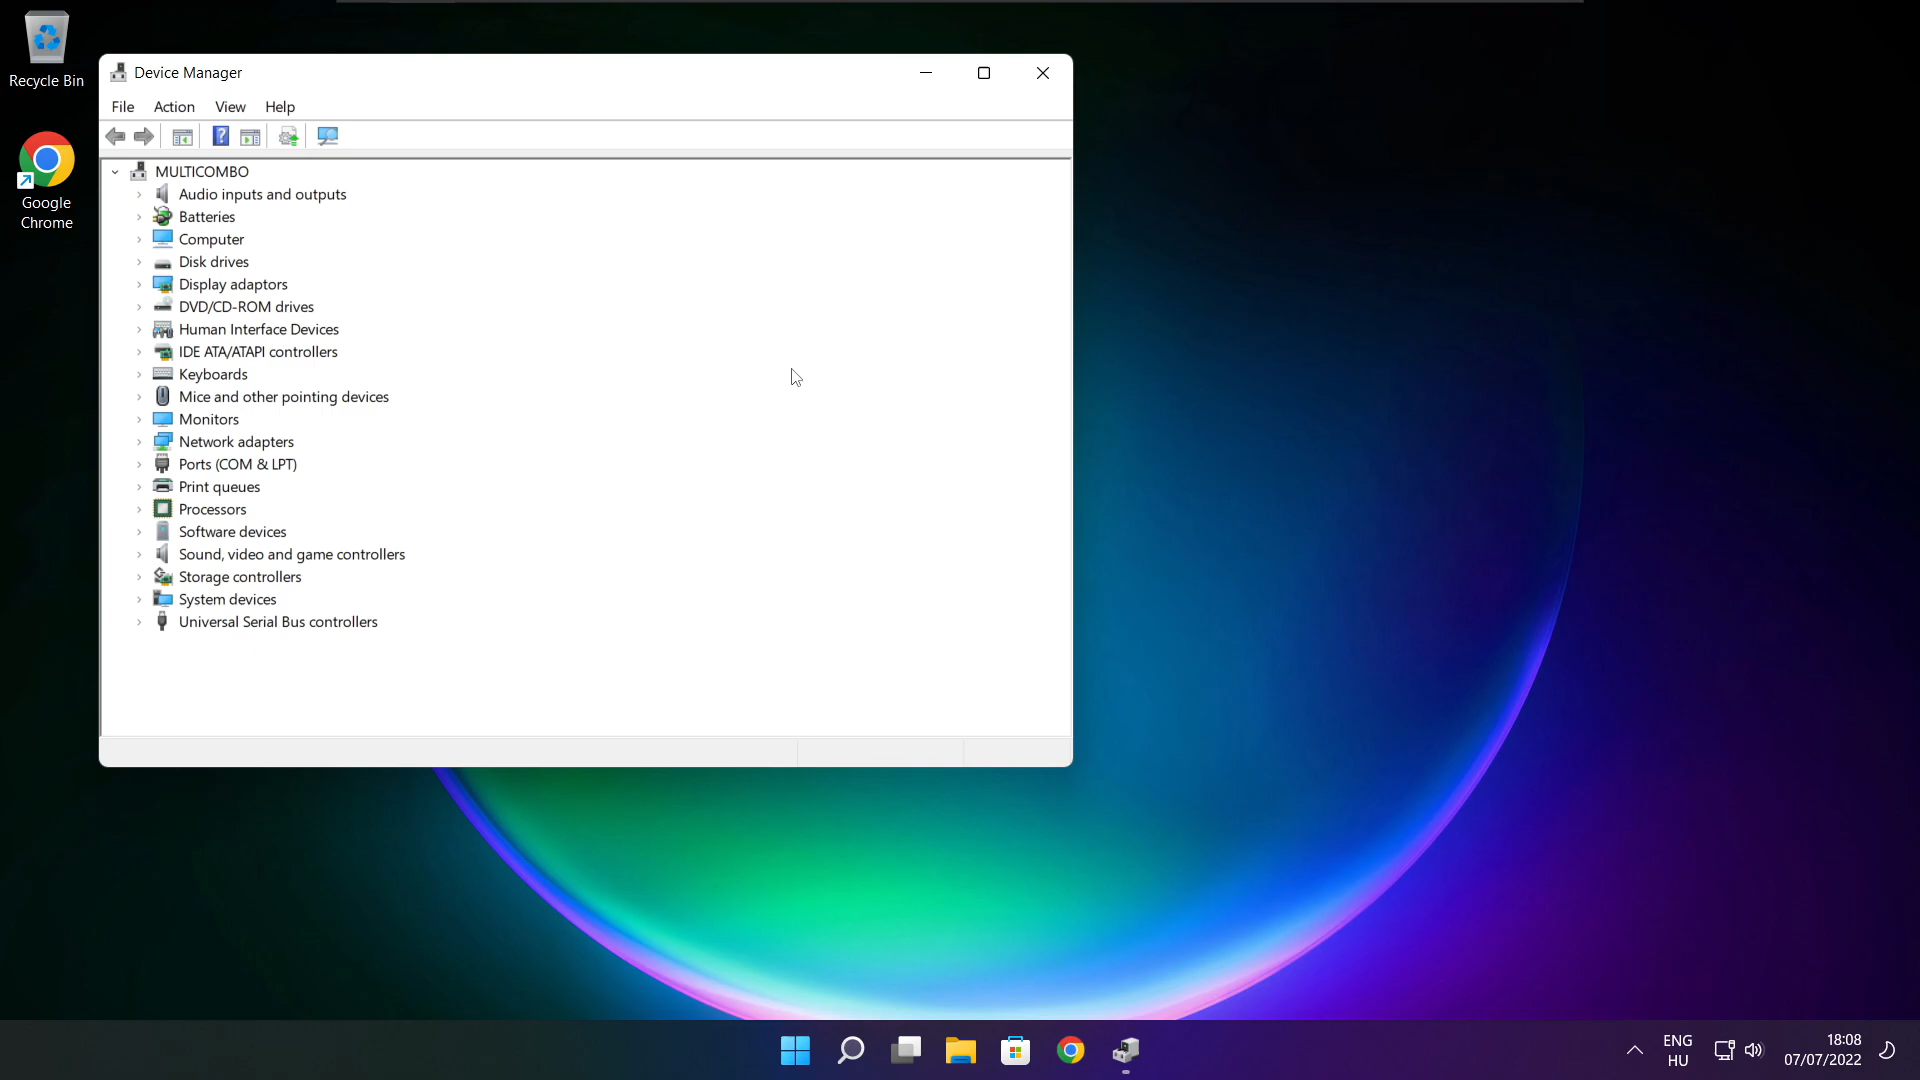 Recycle Bin
Google
Chrome
Device Manager
File Action View Help
MULTICOMBO
Audio inputs and outputs
Batteries
Computer
Disk drives
Display adaptors
DVD/CD-ROM drives
Human Interface Devices
IDE ATA/ATAPI controllers
Keyboards
Mice and other pointing devices
Monitors
Network adapters
Ports (COM & LPT)
Print queues
Processors
Software devices
Sound, video and game controllers
Storage controllers
System devices
Universal Serial Bus controllers
ENG
HU
18:08
07/07/2022